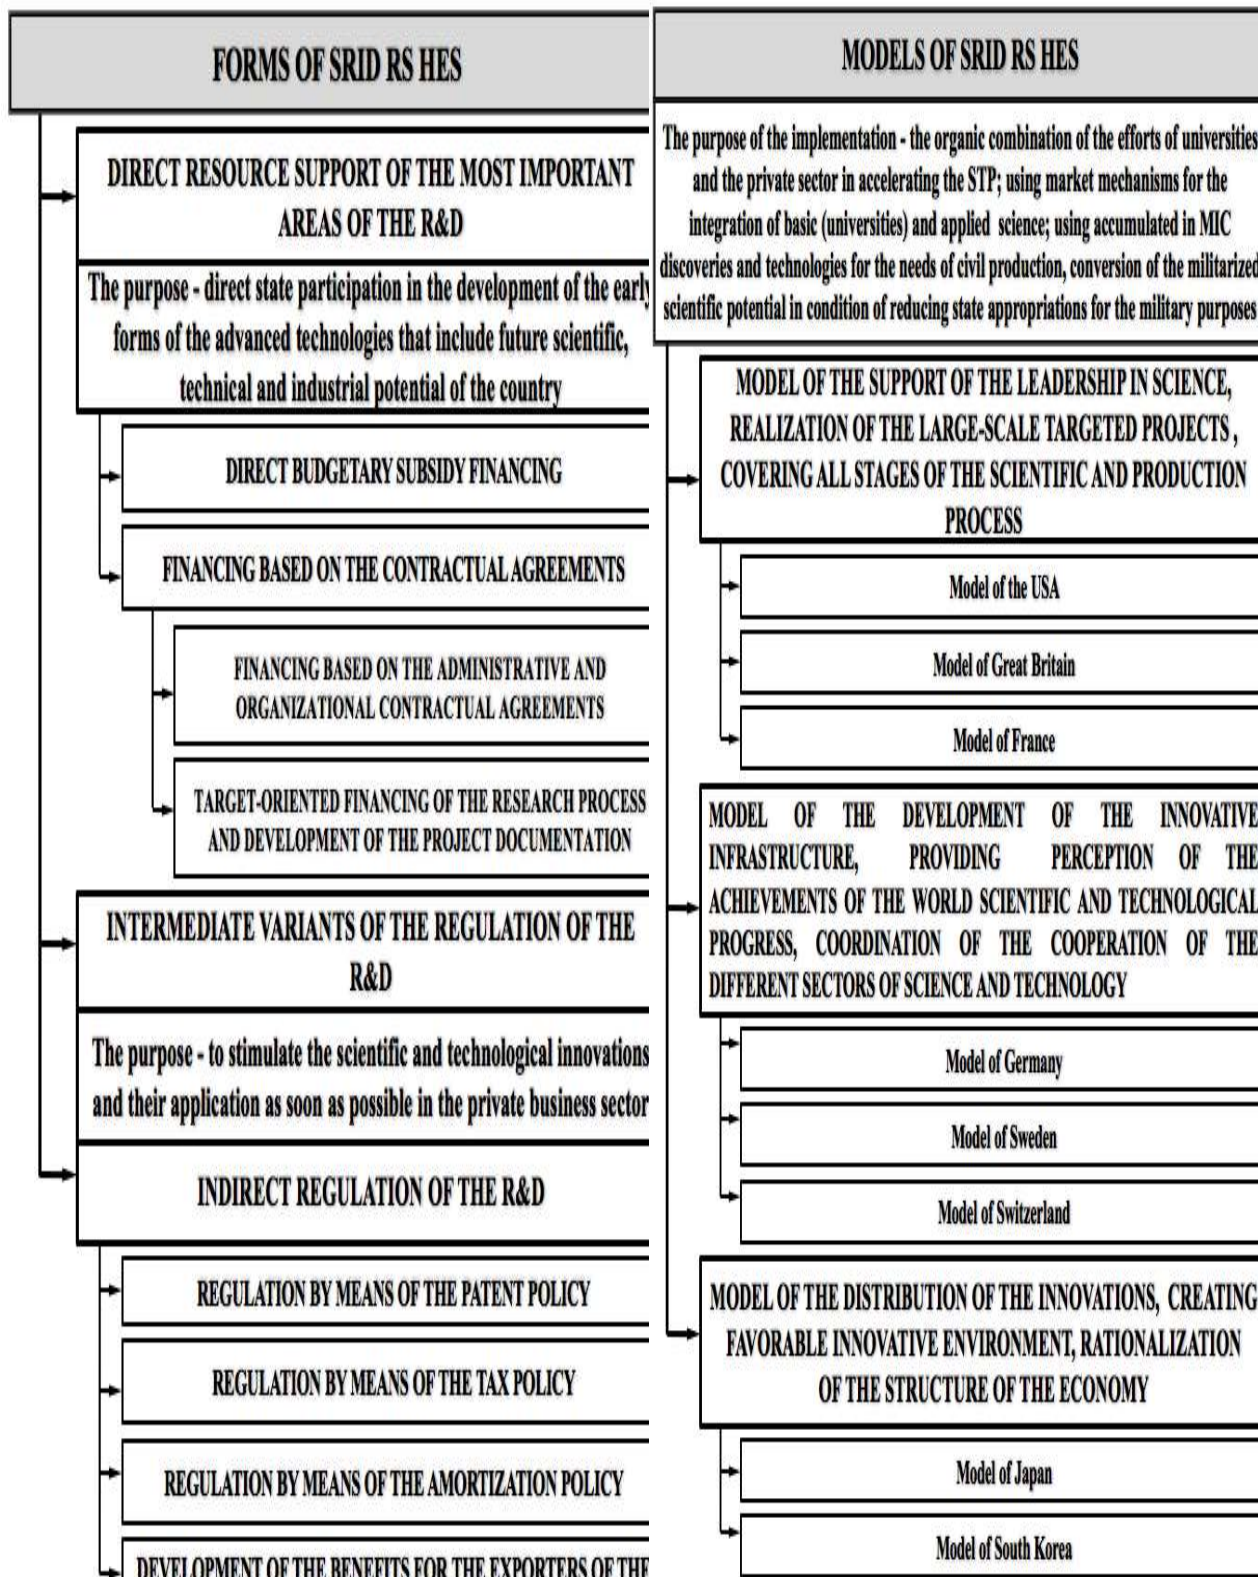 FORMS OF SRID RS HES
DIRECT RESOURCE SUPPORT OF THE MOST IMPORTANT
AREAS OF THE R&D
The purpose - direct state participation in the development of the early
forms of the advanced technologies that include future scientific,
technical and industrial potential of the country
DIRECT BUDGETARY SUBSIDY FINANCING
FINANCING BASED ON THE CONTRACTUAL AGREEMENTS
FINANCING BASED ON THE ADMINISTRATIVE AND
ORGANIZATIONAL CONTRACTUAL AGREEMENTS
TARGET-ORIENTED FINANCING OF THE RESEARCH PROCESS
AND DEVELOPMENT OF THE PROJECT DOCUMENTATION
INTERMEDIATE VARIANTS OF THE REGULATION OF THE
R&D
The purpose - to stimulate the scientific and technological innovations
and their application as soon as possible in the private business sector
INDIRECT REGULATION OF THE R&D
REGULATION BY MEANS OF THE PATENT POLICY
REGULATION BY MEANS OF THE TAX POLICY
REGULATION BY MEANS OF THE AMORTIZATION POLICY
DEVELOPMENT OF THE BENEFITS FOR THE EXPORTERS OF THE
MODELS OF SRID RS HES
The purpose of the implementation - the organic combination of the efforts of universities
and the private sector in accelerating the STP; using market mechanisms for the
integration of basic (universities) and applied science; using accumulated in MIC
discoveries and technologies for the needs of civil production, conversion of the militarized
scientific potential in condition of reducing state appropriations for the military purposes
MODEL OF THE SUPPORT OF THE LEADERSHIP IN SCIENCE,
REALIZATION OF THE LARGE-SCALE TARGETED PROJECTS ,
COVERING ALL STAGES OF THE SCIENTIFIC AND PRODUCTION
PROCESS
Model of the USA
Model of Great Britain
Model of France
MODEL OF THE DEVELOPMENT OF THE INNOVATIVE
INFRASTRUCTURE, PROVIDING PERCEPTION OF THE
ACHIEVEMENTS OF THE WORLD SCIENTIFIC AND TECHNOLOGICAL
PROGRESS, COORDINATION OF THE COOPERATION OF THE
DIFFERENT SECTORS OF SCIENCE AND TECHNOLOGY
Model of Germany
Model of Sweden
Model of Switzerland
MODEL OF THE DISTRIBUTION OF THE INNOVATIONS, CREATING
FAVORABLE INNOVATIVE ENVIRONMENT, RATIONALIZATION
OF THE STRUCTURE OF THE ECONOMY
Model of Japan
Model of South Korea